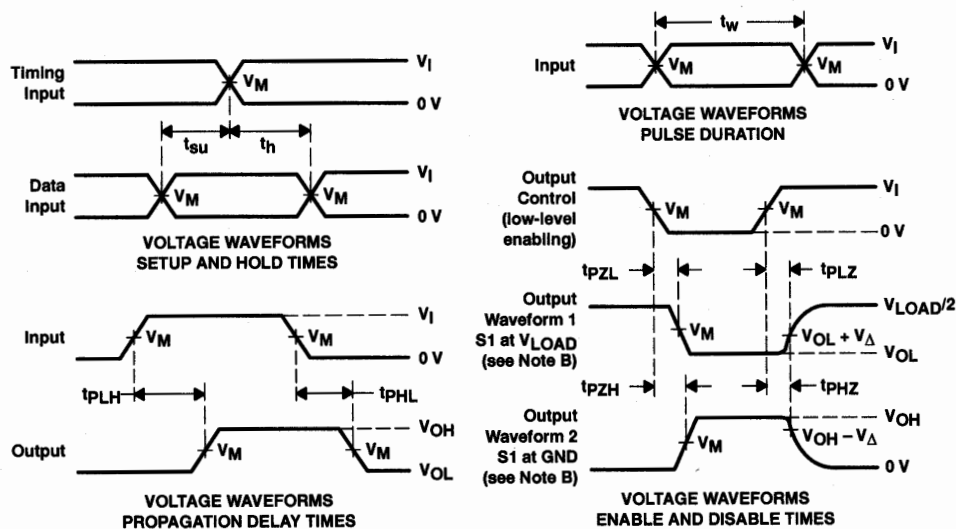 Timing
Input
V_M
V_I
0 V
t_su
t_h
Data
Input
V_M
V_M
V_I
0 V
VOLTAGE WAVEFORMS
SETUP AND HOLD TIMES
t_w
Input
V_M
V_M
V_I
0 V
VOLTAGE WAVEFORMS
PULSE DURATION
Input
V_M
V_M
V_I
0 V
t_PLH
t_PHL
Output
V_M
V_M
V_OH
V_OL
VOLTAGE WAVEFORMS
PROPAGATION DELAY TIMES
Output
Control
(low-level
enabling)
V_M
V_M
V_I
0 V
t_PZL
t_PLZ
Output
Waveform 1
S1 at V_LOAD
(see Note B)
V_M
V_LOAD/2
V_OL + V_Δ
V_OL
t_PZH
t_PHZ
Output
Waveform 2
S1 at GND
(see Note B)
V_M
V_OH
V_OH – V_Δ
0 V
VOLTAGE WAVEFORMS
ENABLE AND DISABLE TIMES